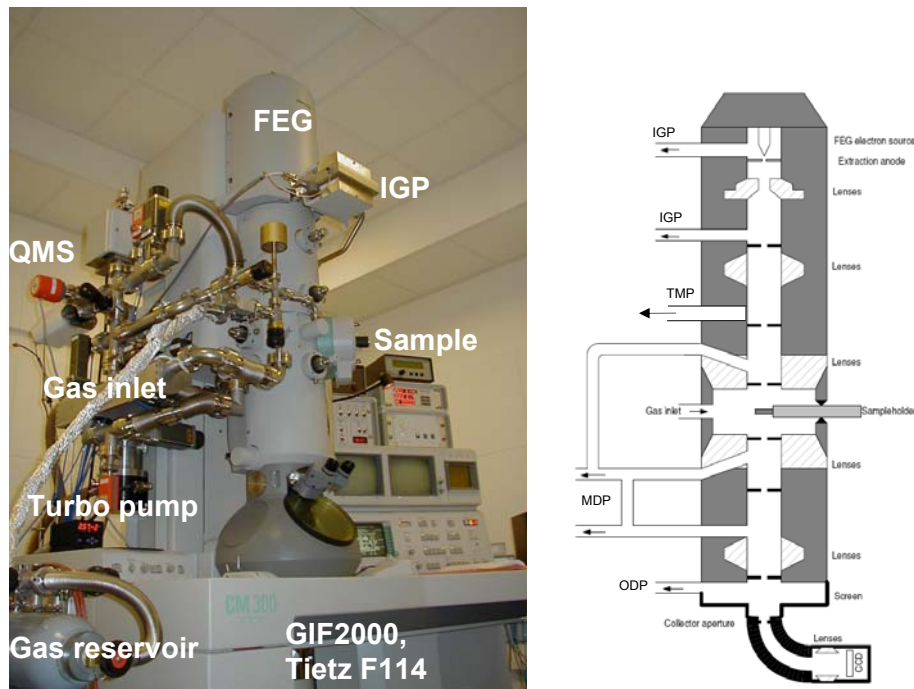 FEG
IGP
QMS
Sample
Gas inlet
Turbo pump
CM 300
Gas reservoir
GIF2000,
Tietz F114
IGP
FEG electron source
Extraction anode
Lenses
IGP
Lenses
TMP
Lenses
Gas inlet
Sampleholder
Lenses
MDP
Lenses
ODP
Screen
Collector aperture
Lenses
CCD